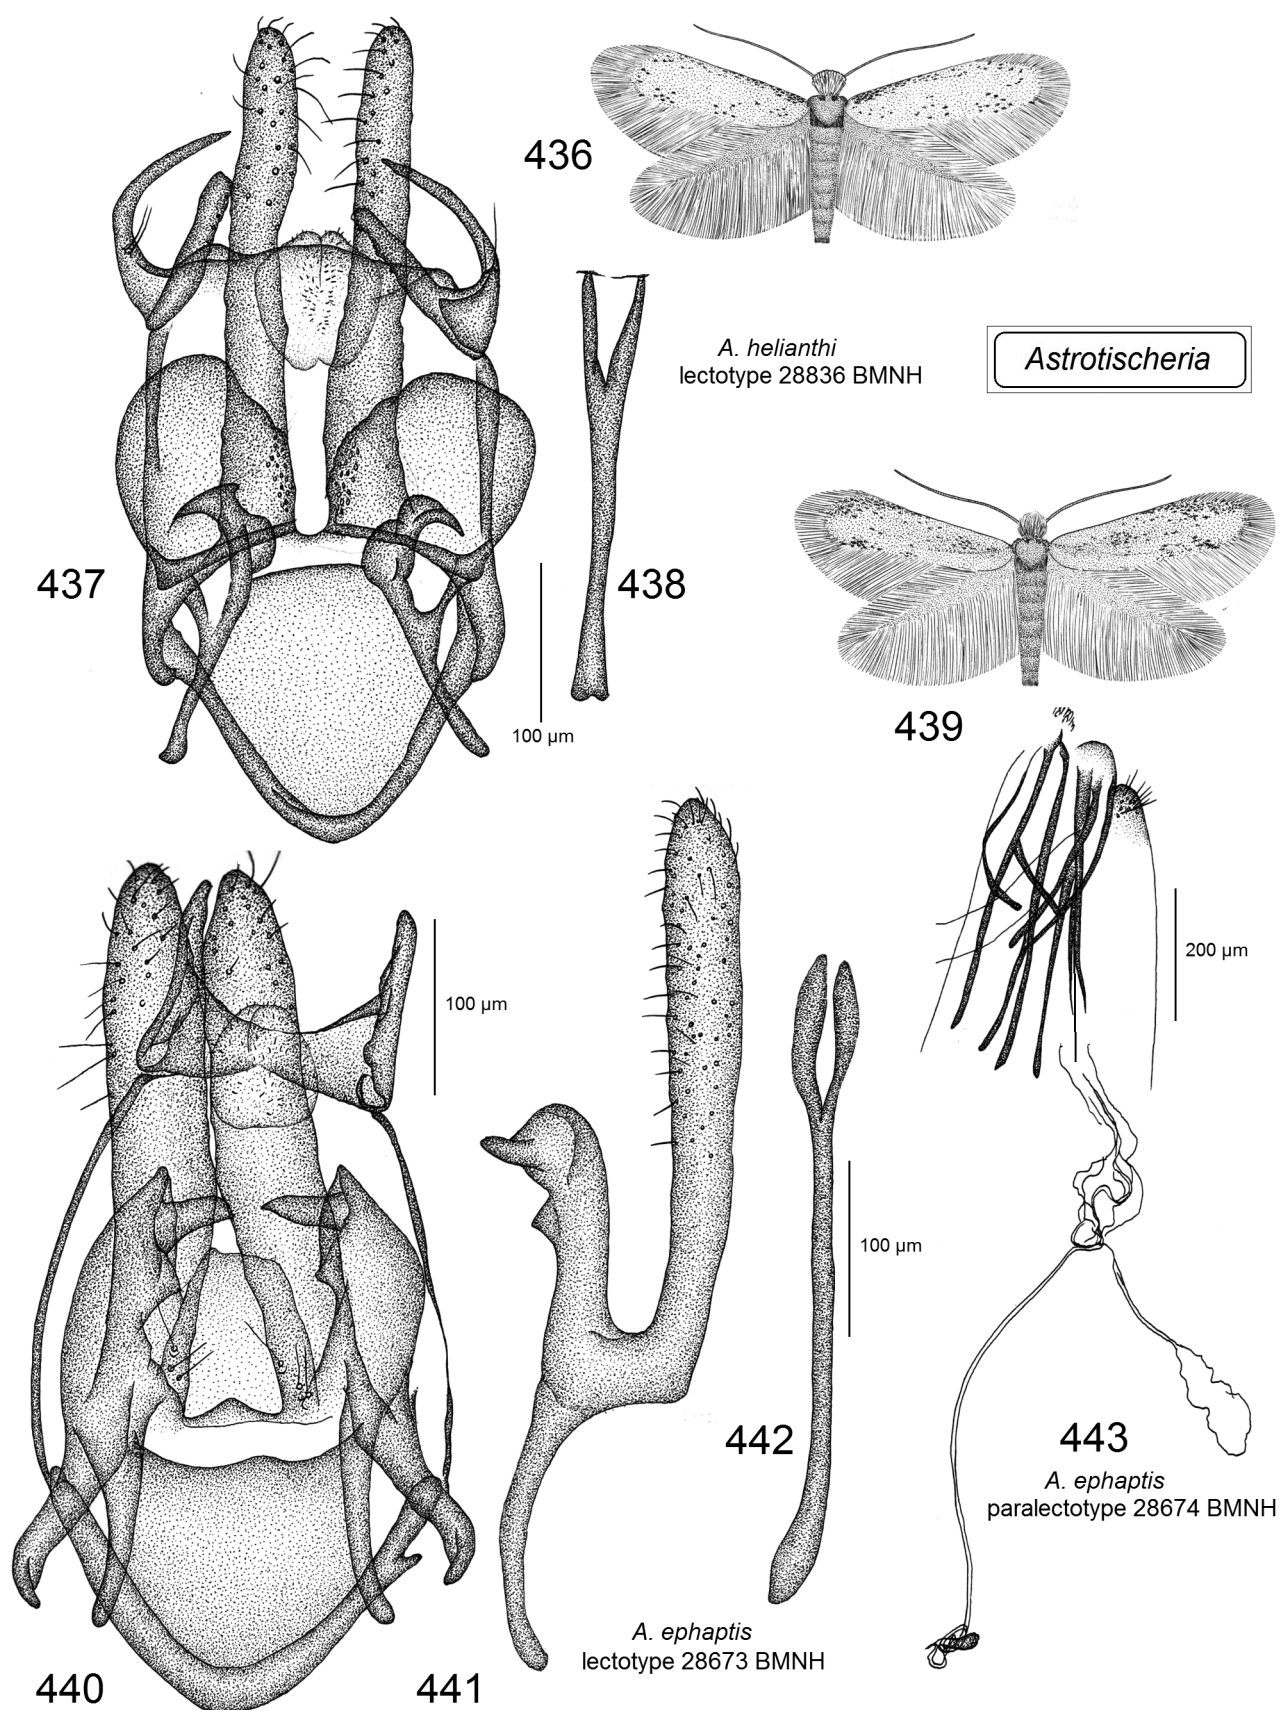 436
A. helianthi
lectotype 28836 BMNH
Astrotischeria
437
438
100 µm
439
200 µm
100 µm
100 µm
442
443
A. ephaptis
paralectotype 28674 BMNH
A. ephaptis
lectotype 28673 BMNH
440
441